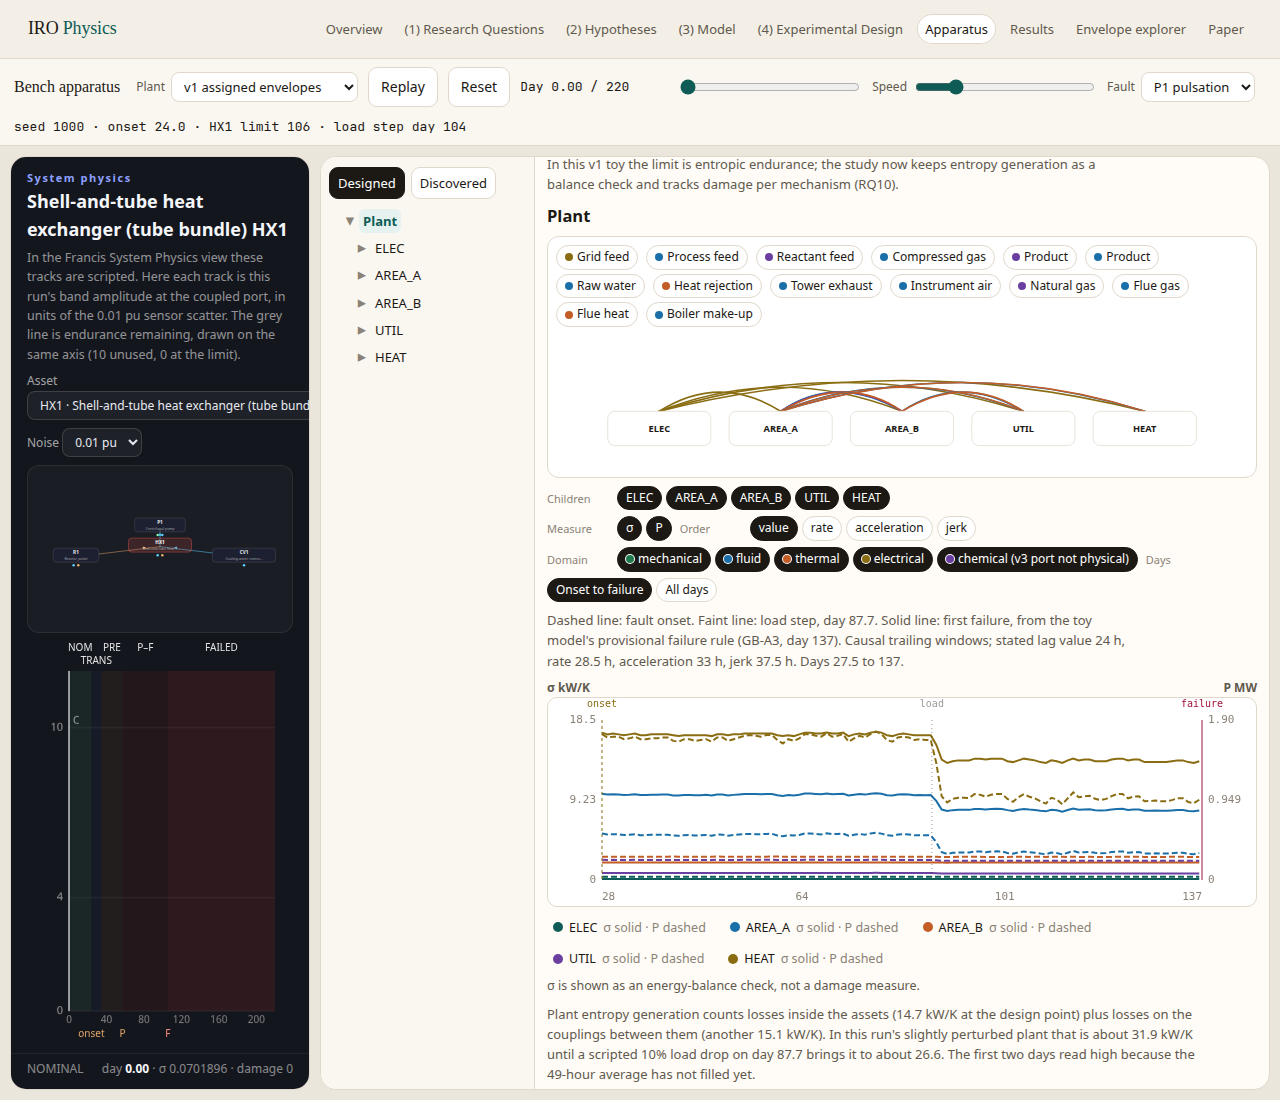 IRO Physics
Overview
(1) Research Questions
(2) Hypotheses
(3) Model
(4) Experimental Design
Apparatus
Results
Envelope explorer
Paper
Bench apparatus
Plant
v1 assigned envelopes
Replay
Reset
Day 0.00 / 220
Speed
Fault
P1 pulsation
seed 1000 · onset 24.0 · HX1 limit 106 · load step day 104
System physics
Shell-and-tube heat
exchanger (tube bundle) HX1
In the Francis System Physics view these
tracks are scripted. Here each track is this
run's band amplitude at the coupled port, in
units of the 0.01 pu sensor scatter. The grey
line is endurance remaining, drawn on the
same axis (10 unused, 0 at the limit).
Asset
HX1 · Shell-and-tube heat exchanger (tube bund
Noise
0.01 pu
P1
Centrifugal pump
HX1
R1
CV1
NOM
PRE
P–F
FAILED
TRANS
10
C
4
0
0
40
80
120
160
200
onset
P
F
NOMINAL
day 0.00 · σ 0.0701896 · damage 0
Designed
Discovered
▼ Plant
▶ ELEC
▶ AREA_A
▶ AREA_B
▶ UTIL
▶ HEAT
In this v1 toy the limit is entropic endurance; the study now keeps entropy generation as a
balance check and tracks damage per mechanism (RQ10).
Plant
Grid feed
Process feed
Reactant feed
Compressed gas
Product
Product
Raw water
Heat rejection
Tower exhaust
Instrument air
Natural gas
Flue gas
Flue heat
Boiler make-up
ELEC
AREA_A
AREA_B
UTIL
HEAT
Children
ELEC
AREA_A
AREA_B
UTIL
HEAT
Measure
σ
P
Order
value
rate
acceleration
jerk
Domain
mechanical
fluid
thermal
electrical
chemical (v3 port not physical)
Days
Onset to failure
All days
Dashed line: fault onset. Faint line: load step, day 87.7. Solid line: first failure, from the toy
model's provisional failure rule (GB-A3, day 137). Causal trailing windows; stated lag value 24 h,
rate 28.5 h, acceleration 33 h, jerk 37.5 h. Days 27.5 to 137.
σ kW/K
P MW
onset
load
failure
18.5
1.90
9.23
0.949
0
0
28
64
101
137
ELEC σ solid · P dashed
AREA_A σ solid · P dashed
AREA_B σ solid · P dashed
UTIL σ solid · P dashed
HEAT σ solid · P dashed
σ is shown as an energy-balance check, not a damage measure.
Plant entropy generation counts losses inside the assets (14.7 kW/K at the design point) plus losses on the
couplings between them (another 15.1 kW/K). In this run's slightly perturbed plant that is about 31.9 kW/K
until a scripted 10% load drop on day 87.7 brings it to about 26.6. The first two days read high because the
49-hour average has not filled yet.